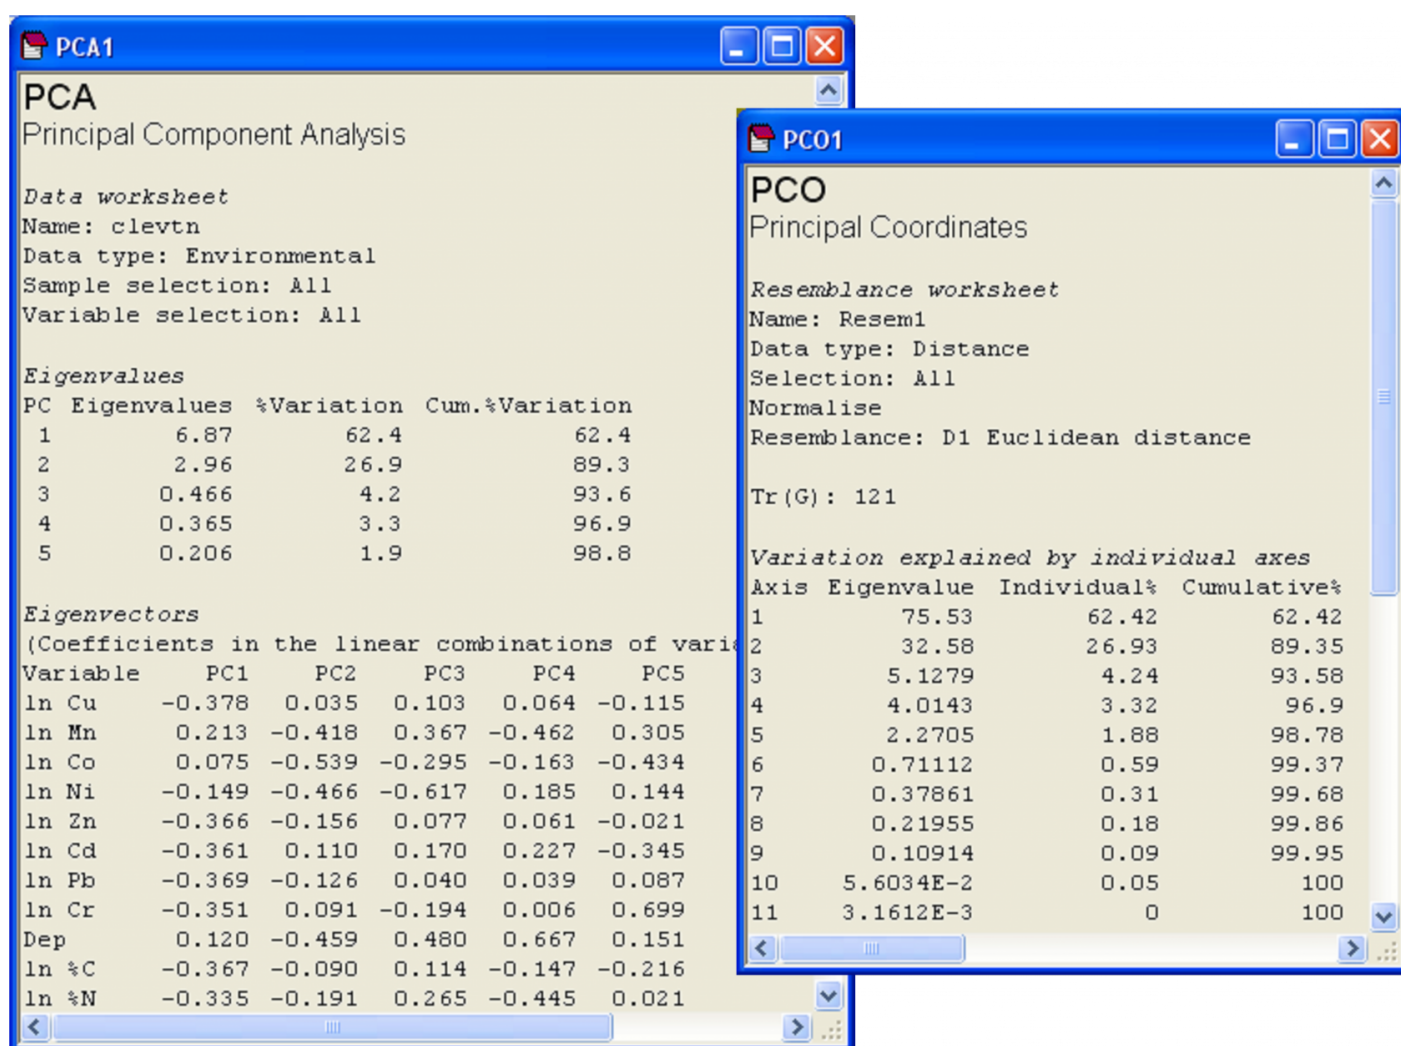 PCA1
PCA
Principal Component Analysis
Data worksheet
Name: clevtn
Data type: Environmental
Sample selection: All
Variable selection: All
Eigenvalues
PC Eigenvalues %Variation Cum.%Variation
1 6.87 62.4 62.4
2 2.96 26.9 89.3
3 0.466 4.2 93.6
4 0.365 3.3 96.9
5 0.206 1.9 98.8
Eigenvectors
(Coefficients in the linear combinations of
Variable PC1 PC2 PC3 PC4 PC5
ln Cu -0.378 0.035 0.103 0.064 -0.115
ln Mn 0.213 -0.418 0.367 -0.462 0.305
ln Co 0.075 -0.539 -0.295 -0.163 -0.434
ln Ni -0.149 -0.466 -0.617 0.185 0.144
ln Zn -0.366 -0.156 0.077 0.061 -0.021
ln Cd -0.361 0.110 0.170 0.227 -0.345
ln Pb -0.369 -0.126 0.040 0.039 0.087
ln Cr -0.351 0.091 -0.194 0.006 0.699
Dep 0.120 -0.459 0.480 0.667 0.151
ln %C -0.367 -0.090 0.114 -0.147 -0.216
ln %N -0.335 -0.191 0.265 -0.445 0.021
PCO1
PCO
Principal Coordinates
Resemblance worksheet
Name: Resem1
Data type: Distance
Selection: All
Normalise
Resemblance: D1 Euclidean distance
Tr(G): 121
Variation explained by individual axes
Axis Eigenvalue Individual% Cumulative%
1 75.53 62.42 62.42
2 32.58 26.93 89.35
3 5.1279 4.24 93.58
4 4.0143 3.32 96.9
5 2.2705 1.88 98.78
6 0.71112 0.59 99.37
7 0.37861 0.31 99.68
8 0.21955 0.18 99.86
9 0.10914 0.09 99.95
10 5.6034E-2 0.05 100
11 3.1612E-3 0 100